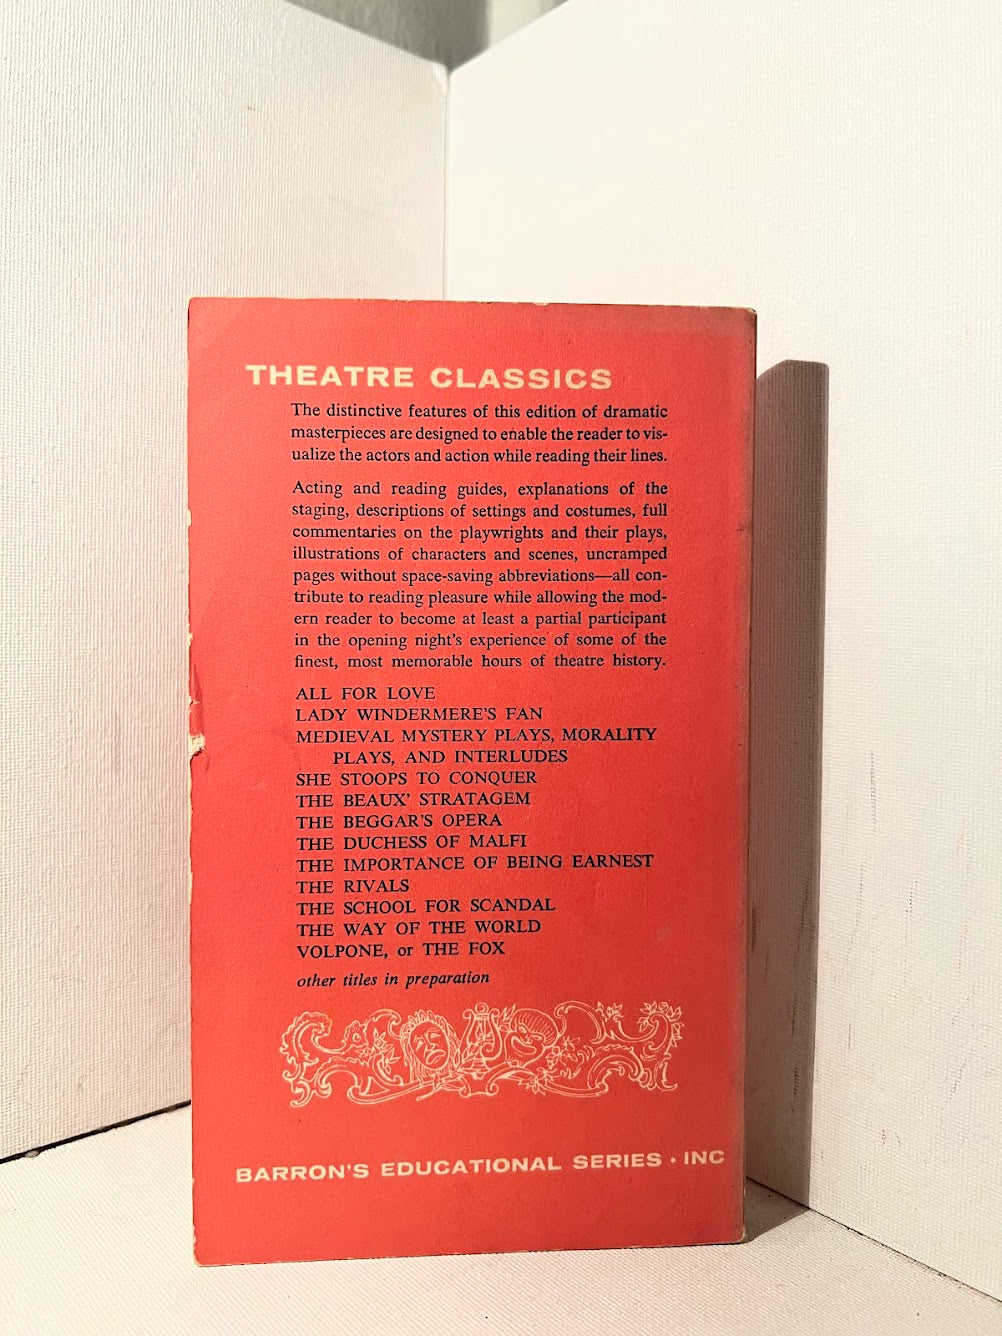 THEATRE CLASSICS
The distinctive features of this edition of dramatic
masterpieces are designed to enable the reader to vis-
ualize the actors and action while reading their lines.
Acting and reading guides, explanations of the
staging, descriptions of settings and costumes, full
commentaries on the playwrights and their plays,
illustrations of characters and scenes, uncramped
pages without space-saving abbreviations—all con-
tribute to reading pleasure while allowing the mod-
ern reader to become at least a partial participant
in the opening night's experience of some of the
finest, most memorable hours of theatre history.
ALL FOR LOVE
LADY WINDERMERE'S FAN
MEDIEVAL MYSTERY PLAYS, MORALITY
PLAYS, AND INTERLUDES
SHE STOOPS TO CONQUER
THE BEAUX' STRATAGEM
THE BEGGAR'S OPERA
THE DUCHESS OF MALFI
THE IMPORTANCE OF BEING EARNEST
THE RIVALS
THE SCHOOL FOR SCANDAL
THE WAY OF THE WORLD
VOLPONE, or THE FOX
other titles in preparation
BARRON'S EDUCATIONAL SERIES • INC